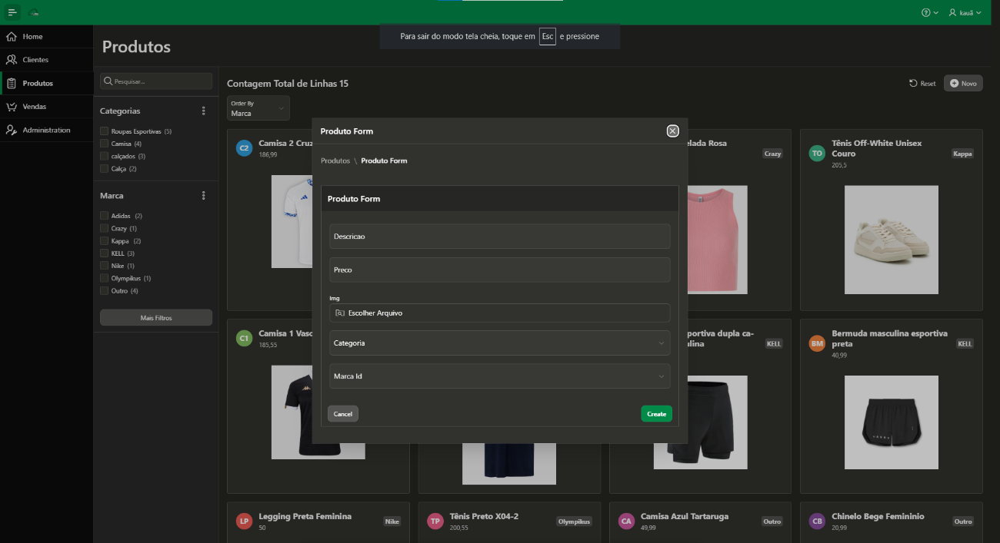 kauã
Para sair do modo tela cheia, toque em Esc e pressione
Home
Clientes
Produtos
Vendas
Administration
Produtos
Pesquisar...
Categorias
Roupas Esportivas (5)
Camisa (4)
calçados (3)
Calça (2)
Marca
Adidas (2)
Crazy (1)
Kappa (2)
KELL (3)
Nike (1)
Olympikus (1)
Outro (4)
Mais Filtros
Contagem Total de Linhas 15
Reset
Novo
Order By
Marca
C2
Camisa 2 Cruz
186,99
elada Rosa
Crazy
TO
Tênis Off-White Unisex
Couro
205,5
Kappa
C1
Camisa 1 Vasc
185,55
portiva dupla ca-
ulina
KELL
BM
Bermuda masculina esportiva
preta
40,99
KELL
LP
Legging Preta Feminina
50
Nike
TP
Tênis Preto X04-2
200,55
Olympikus
CA
Camisa Azul Tartaruga
49,99
Outro
CB
Chinelo Bege Femininio
20,99
Outro
Produto Form
Produtos \ Produto Form
Produto Form
Descricao
Preco
Img
Escolher Arquivo
Categoria
Marca Id
Cancel
Create